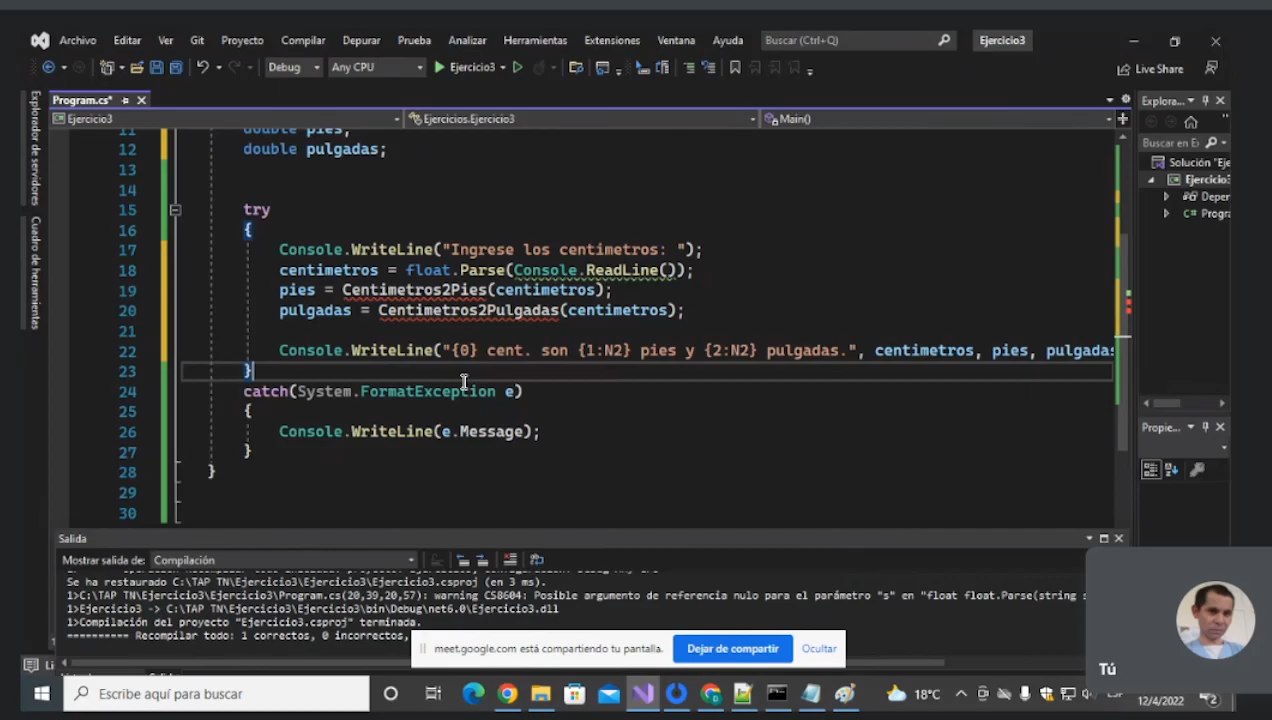 Archivo Editar Ver Git Proyecto Compilar Depurar Prueba Analizar Herramientas Extensiones Ventana Ayuda Buscar (Ctrl+Q) Ejercicio3
Debug Any CPU Ejercicio3 Live Share
Explorador de servidores
Cuadro de herramientas
Program.cs*
Ejercicio3 Ejercicios.Ejercicio3 Main()
11 double pies;
12 double pulgadas;
13
14
15 try
16 {
17 Console.WriteLine("Ingrese los centimetros: ");
18 centimetros = float.Parse(Console.ReadLine());
19 pies = Centimetros2Pies(centimetros);
20 pulgadas = Centimetros2Pulgadas(centimetros);
21
22 Console.WriteLine("{0} cent. son {1:N2} pies y {2:N2} pulgadas.", centimetros, pies, pulgadas
23 }
24 catch(System.FormatException e)
25 {
26 Console.WriteLine(e.Message);
27 }
28 }
29
30
Explora...
Buscar en E
Solución "Eje
Ejercicio3
Depen
C# Progra
Propie...
Salida
Mostrar salida de: Compilación
Se ha restaurado C:\TAP TN\Ejercicio3\Ejercicio3\Ejercicio3.csproj (en 3 ms).
1>C:\TAP TN\Ejercicio3\Ejercicio3\Program.cs(20,39,20,57): warning CS8604: Posible argumento de referencia nulo para el parámetro "s" en "float float.Parse(string s
1>Ejercicio3 -> C:\TAP TN\Ejercicio3\Ejercicio3\bin\Debug\net6.0\Ejercicio3.dll
1>Compilación del proyecto "Ejercicio3.csproj" terminada.
========== Recompilar todo: 1 correctos, 0 incorrectos,
meet.google.com está compartiendo tu pantalla. Dejar de compartir Ocultar
Tú
Li
Escribe aquí para buscar
18°C
ESP
12/4/2022
2